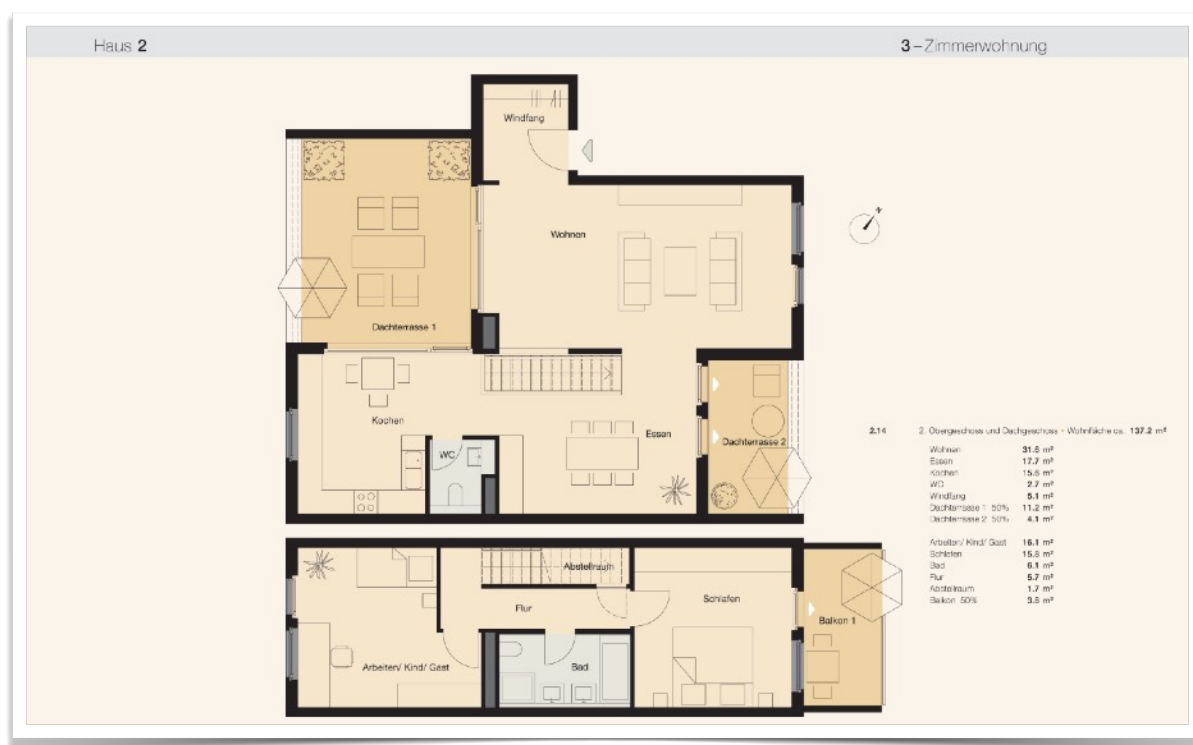 Haus 2
3–Zimmerwohnung
Windfang
N
Wohnen
Dachterrasse 1
Kochen
WC
Essen
Dachterrasse 2
2.14 2. Obergeschoss und Dachgeschoss - Wohnfläche ca. 137.2 m²
Wohnen 31.6 m²
Essen 17.7 m²
Kochen 15.6 m²
WC 2.7 m²
Windfang 5.1 m²
Dachterrasse 1 50% 11.2 m²
Dachterrasse 2 50% 4.1 m²
Arbeiten/ Kind/ Gast 16.1 m²
Schlafen 15.8 m²
Bad 6.1 m²
Flur 5.7 m²
Abstellraum 1.7 m²
Balkon 50% 3.8 m²
Abstellraum
Flur
Schlafen
Balkon 1
Arbeiten/ Kind/ Gast
Bad